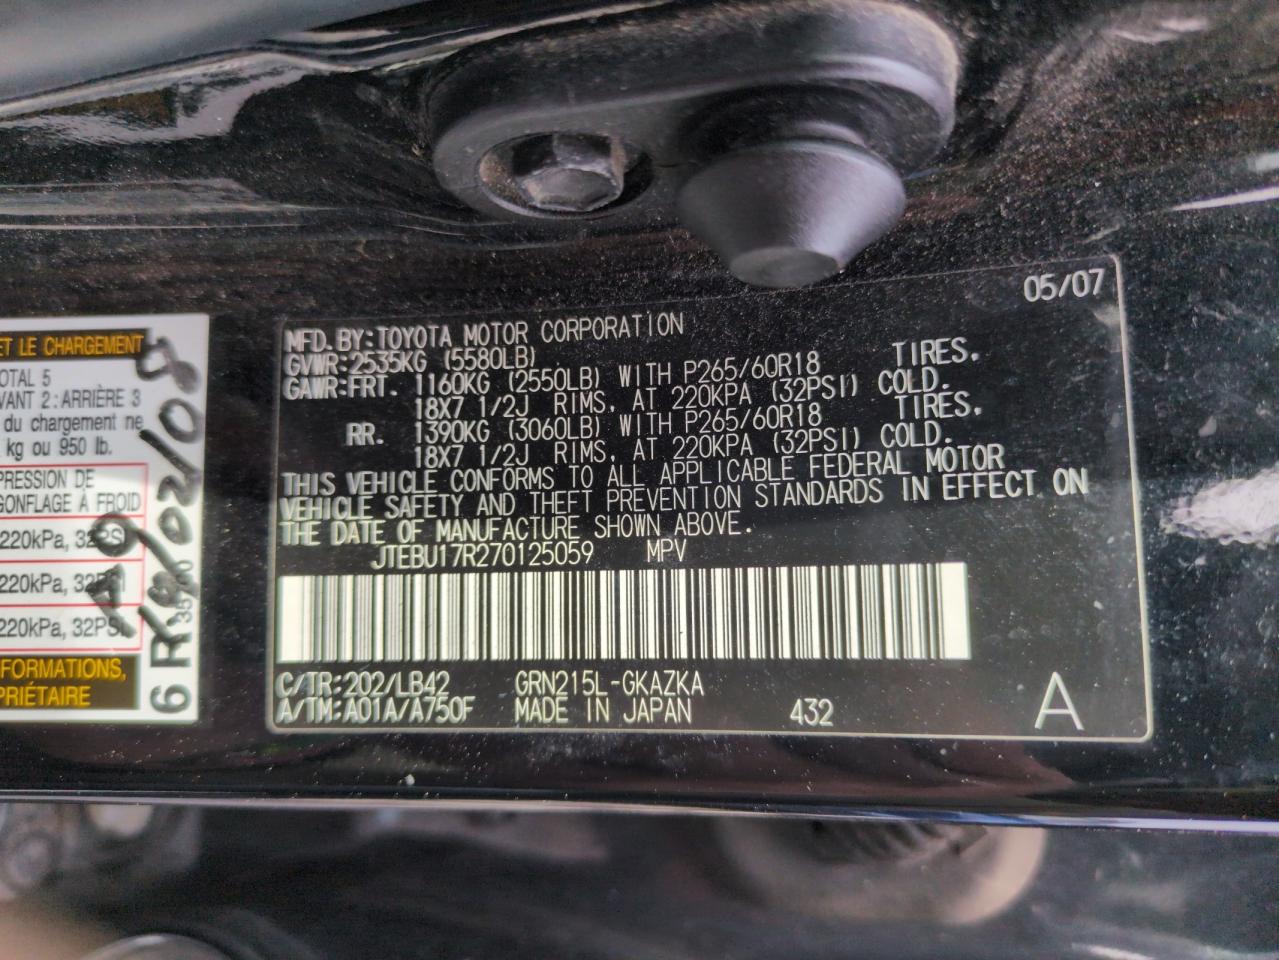 05/07
MFD.BY:TOYOTA MOTOR CORPORATION
GVWR:2535KG (5580LB)
GAWR:FRT. 1160KG (2550LB) WITH P265/60R18 TIRES,
18X7 1/2J RIMS, AT 220KPA (32PSI) COLD.
RR. 1390KG (3060LB) WITH P265/60R18 TIRES,
18X7 1/2J RIMS, AT 220KPA (32PSI) COLD.
THIS VEHICLE CONFORMS TO ALL APPLICABLE FEDERAL MOTOR
VEHICLE SAFETY AND THEFT PREVENTION STANDARDS IN EFFECT ON
THE DATE OF MANUFACTURE SHOWN ABOVE.
JTEBU17R270125059 MPV
C/TR:202/LB42 GRN215L-GKAZKA
A/TM:A01A/A750F MADE IN JAPAN 432
A
ET LE CHARGEMENT
OTAL 5
VANT 2 : ARRIÈRE 3
du chargement ne
kg ou 950 lb.
PRESSION DE
GONFLAGE À FROID
220kPa, 32PSI
220kPa, 32PSI
220kPa, 32PSI
FORMATIONS,
PRIÉTAIRE